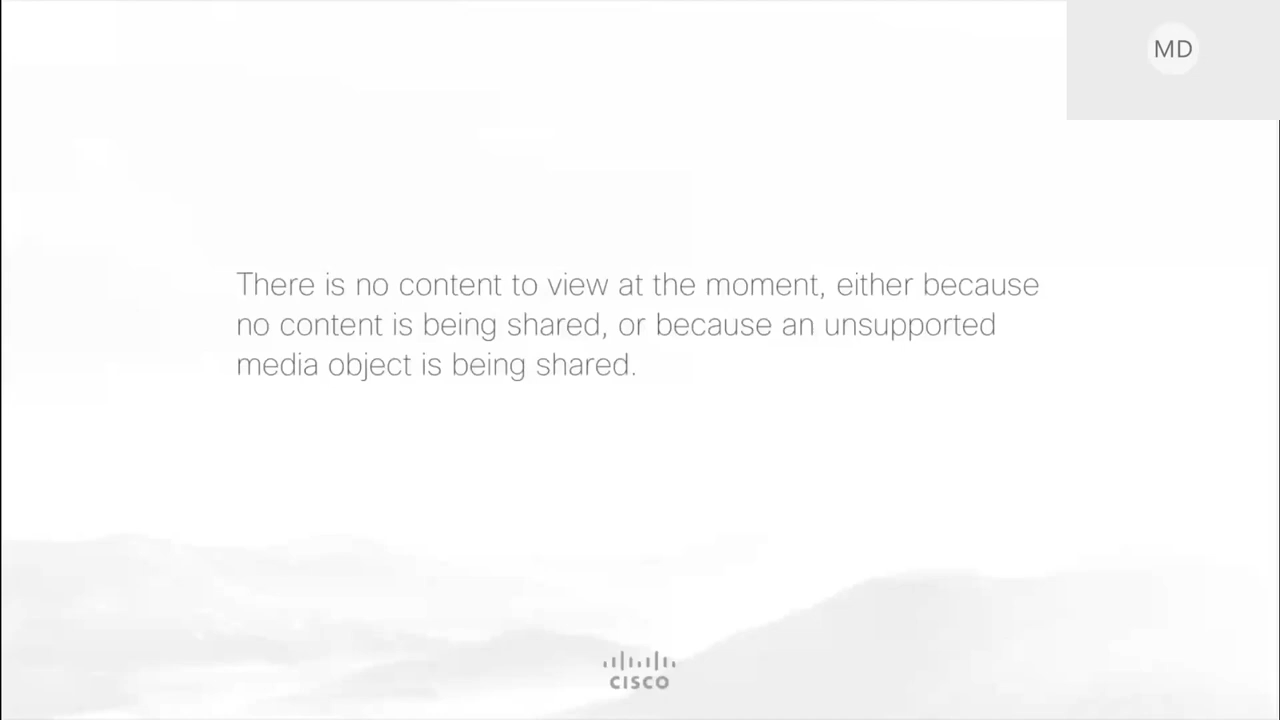 MD
There is no content to view at the moment, either because
no content is being shared, or because an unsupported
media object is being shared.
CISCO